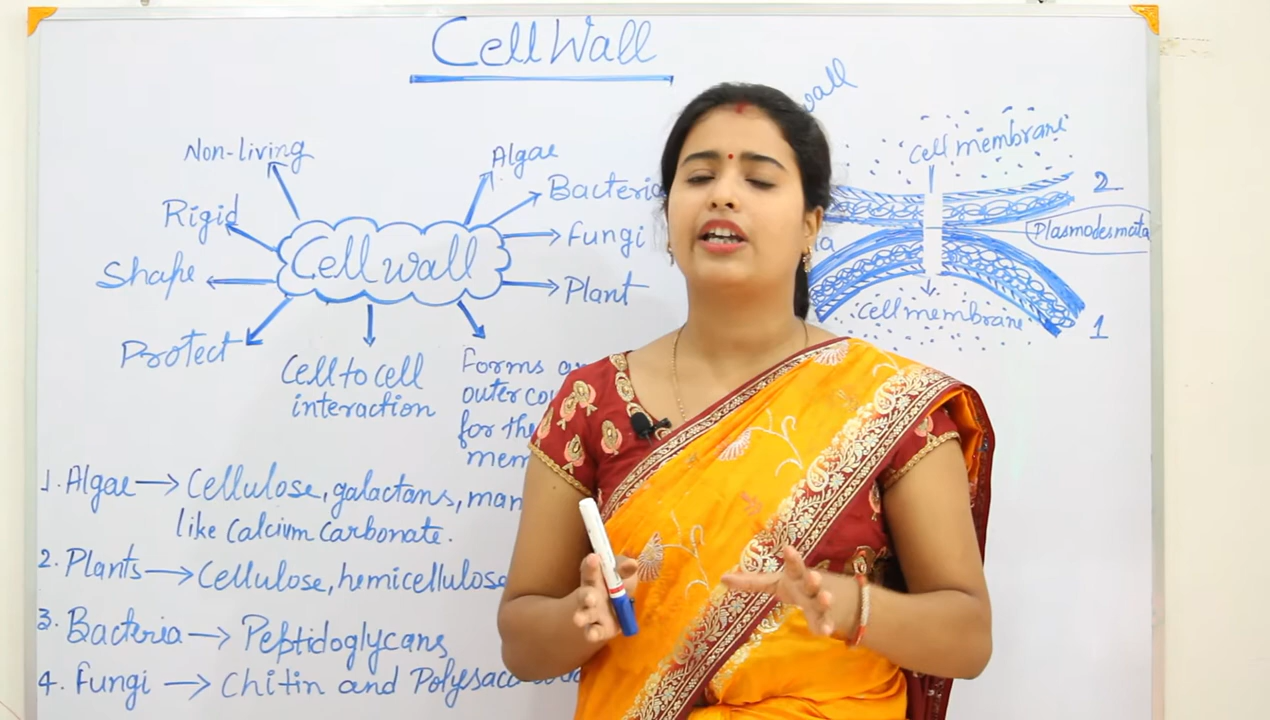 Cell Wall
wall
Non-living
Algae
cell membrane
Rigid
Bacteria
2
Cell wall
Fungi
Plasmodesmata
Shape
Plant
cell membrane
1
Protect
Cell to cell
interaction
Forms
outer
for the
1. Algae → Cellulose, galactans,
like calcium carbonate.
2. Plants → Cellulose, hemicellulose
3. Bacteria → Peptidoglycans
4. Fungi → Chitin and